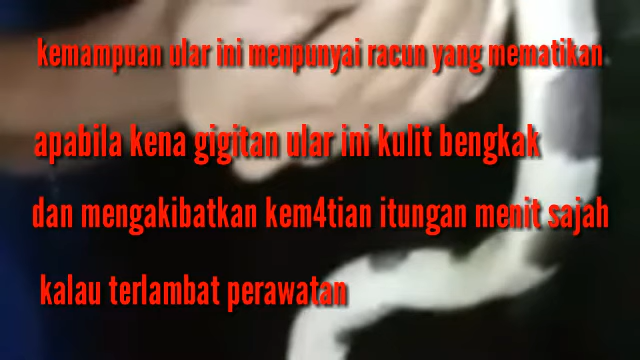 kemampuan ular ini menpunyai racun yang mematikan
apabila kena gigitan ular ini kulit bengkak
dan mengakibatkan kem4tian itungan menit sajah
kalau terlambat perawatan